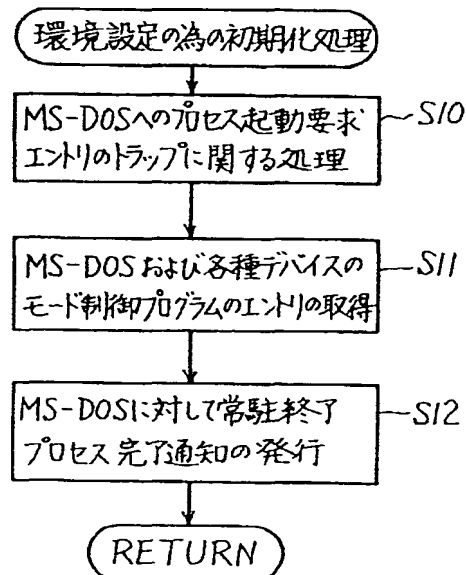 環境設定の為の初期化処理
MS-DOSへのプロセス起動要求
エントリのトラップに関する処理
S10
MS-DOSおよび各種デバイスの
モード制御プログラムのエントリの取得
S11
MS-DOSに対して常駐終了
プロセス完了通知の発行
S12
RETURN